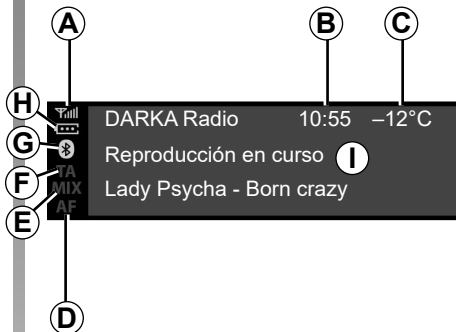 A B C
H
G
F
E
D
DARKA Radio 10:55 –12°C
Reproducción en curso I
Lady Psycha - Born crazy
TA
MIX
AF